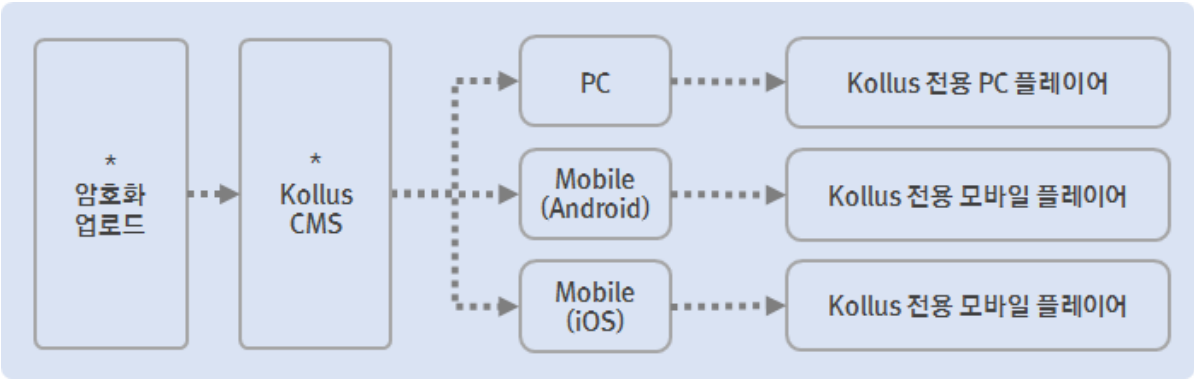 *
암호화
업로드
*
Kollus
CMS
PC
Kollus 전용 PC 플레이어
Mobile
(Android)
Kollus 전용 모바일 플레이어
Mobile
(iOS)
Kollus 전용 모바일 플레이어